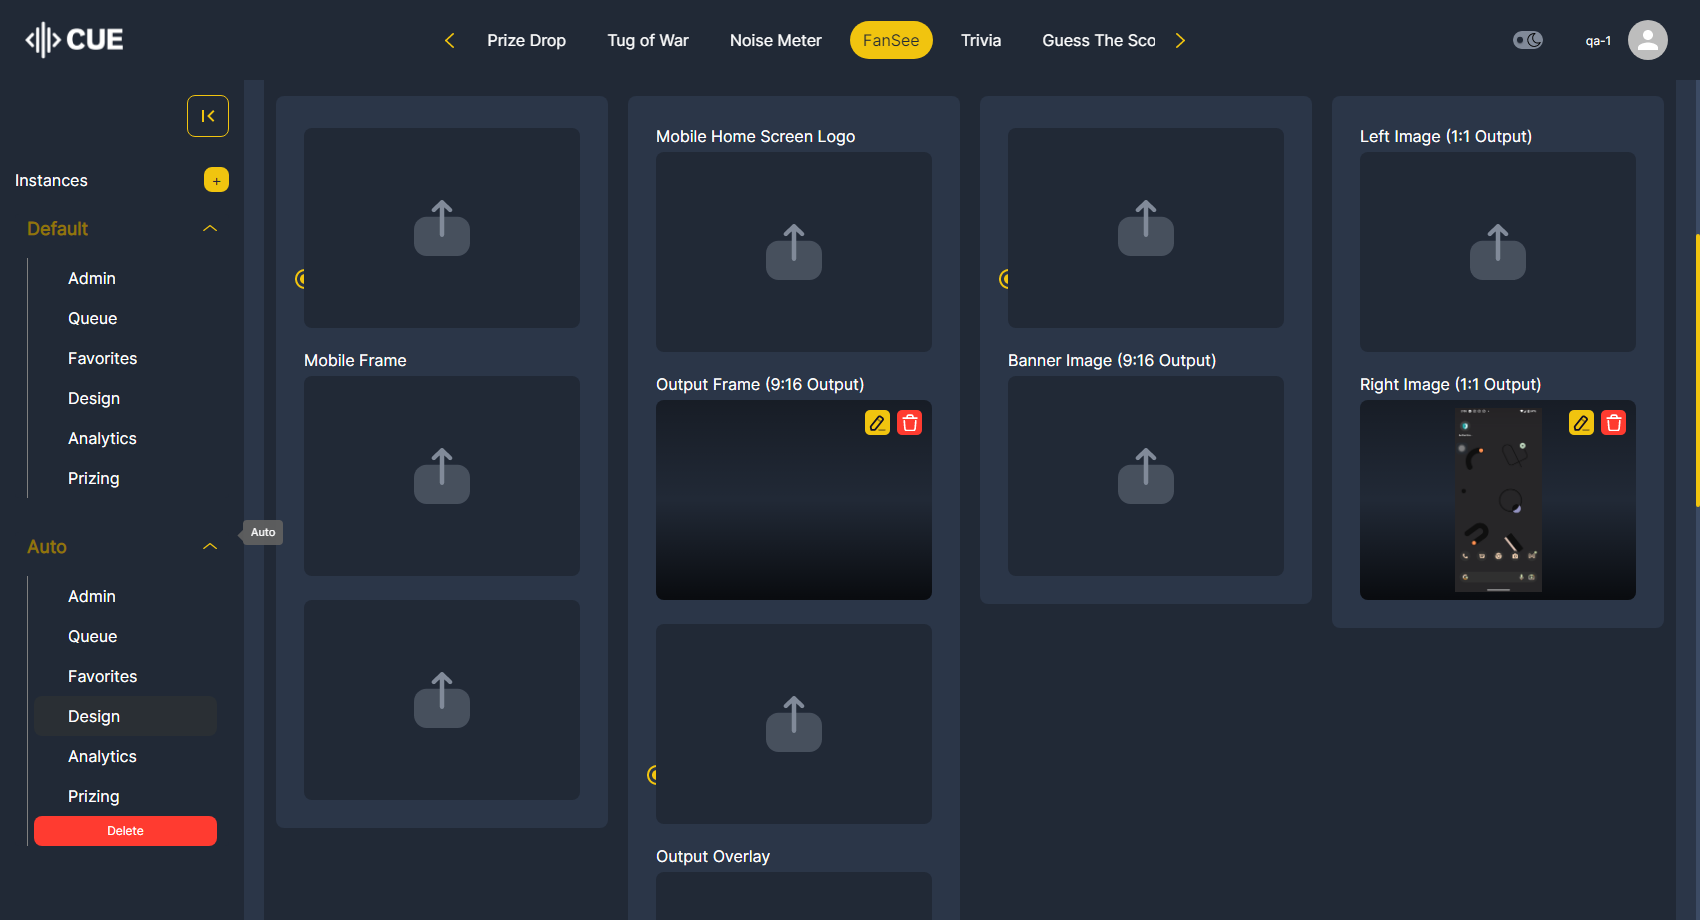 CUE
Prize Drop
Tug of War
Noise Meter
FanSee
Trivia
Guess The Sco
qa-1
Instances
+
Default
Admin
Queue
Favorites
Design
Analytics
Prizing
Auto
Auto
Admin
Queue
Favorites
Design
Analytics
Prizing
Delete
Mobile Frame
Mobile Home Screen Logo
Output Frame (9:16 Output)
Output Overlay
Banner Image (9:16 Output)
Left Image (1:1 Output)
Right Image (1:1 Output)